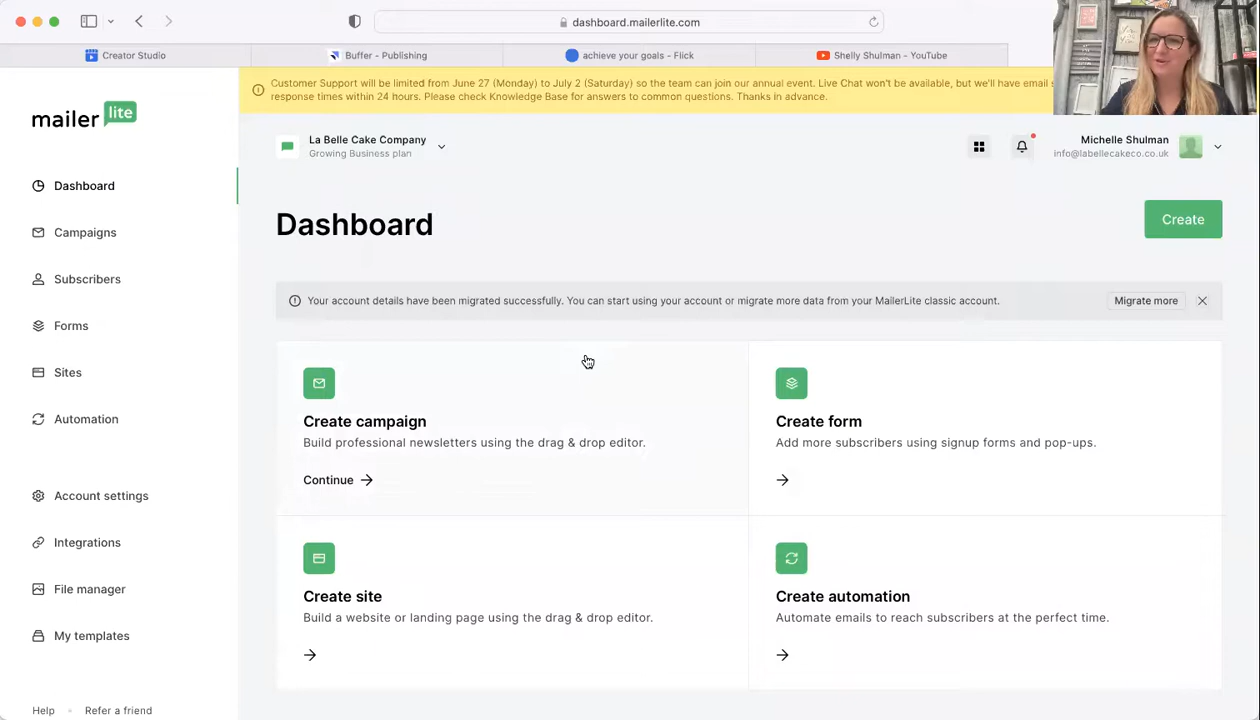 dashboard.mailerlite.com
Creator Studio
Buffer - Publishing
achieve your goals - Flick
Shelly Shulman - YouTube
Customer Support will be limited from June 27 (Monday) to July 2 (Saturday) so the team can join our annual event. Live Chat won't be available, but we'll have email
response times within 24 hours. Please check Knowledge Base for answers to common questions. Thanks in advance.
mailer lite
La Belle Cake Company
Growing Business plan
Michelle Shulman
info@labellecakeco.co.uk
Dashboard
Campaigns
Subscribers
Forms
Sites
Automation
Account settings
Integrations
File manager
My templates
Help
Refer a friend
Dashboard
Create
Your account details have been migrated successfully. You can start using your account or migrate more data from your MailerLite classic account.
Migrate more
Create campaign
Build professional newsletters using the drag & drop editor.
Continue
Create form
Add more subscribers using signup forms and pop-ups.
Create site
Build a website or landing page using the drag & drop editor.
Create automation
Automate emails to reach subscribers at the perfect time.